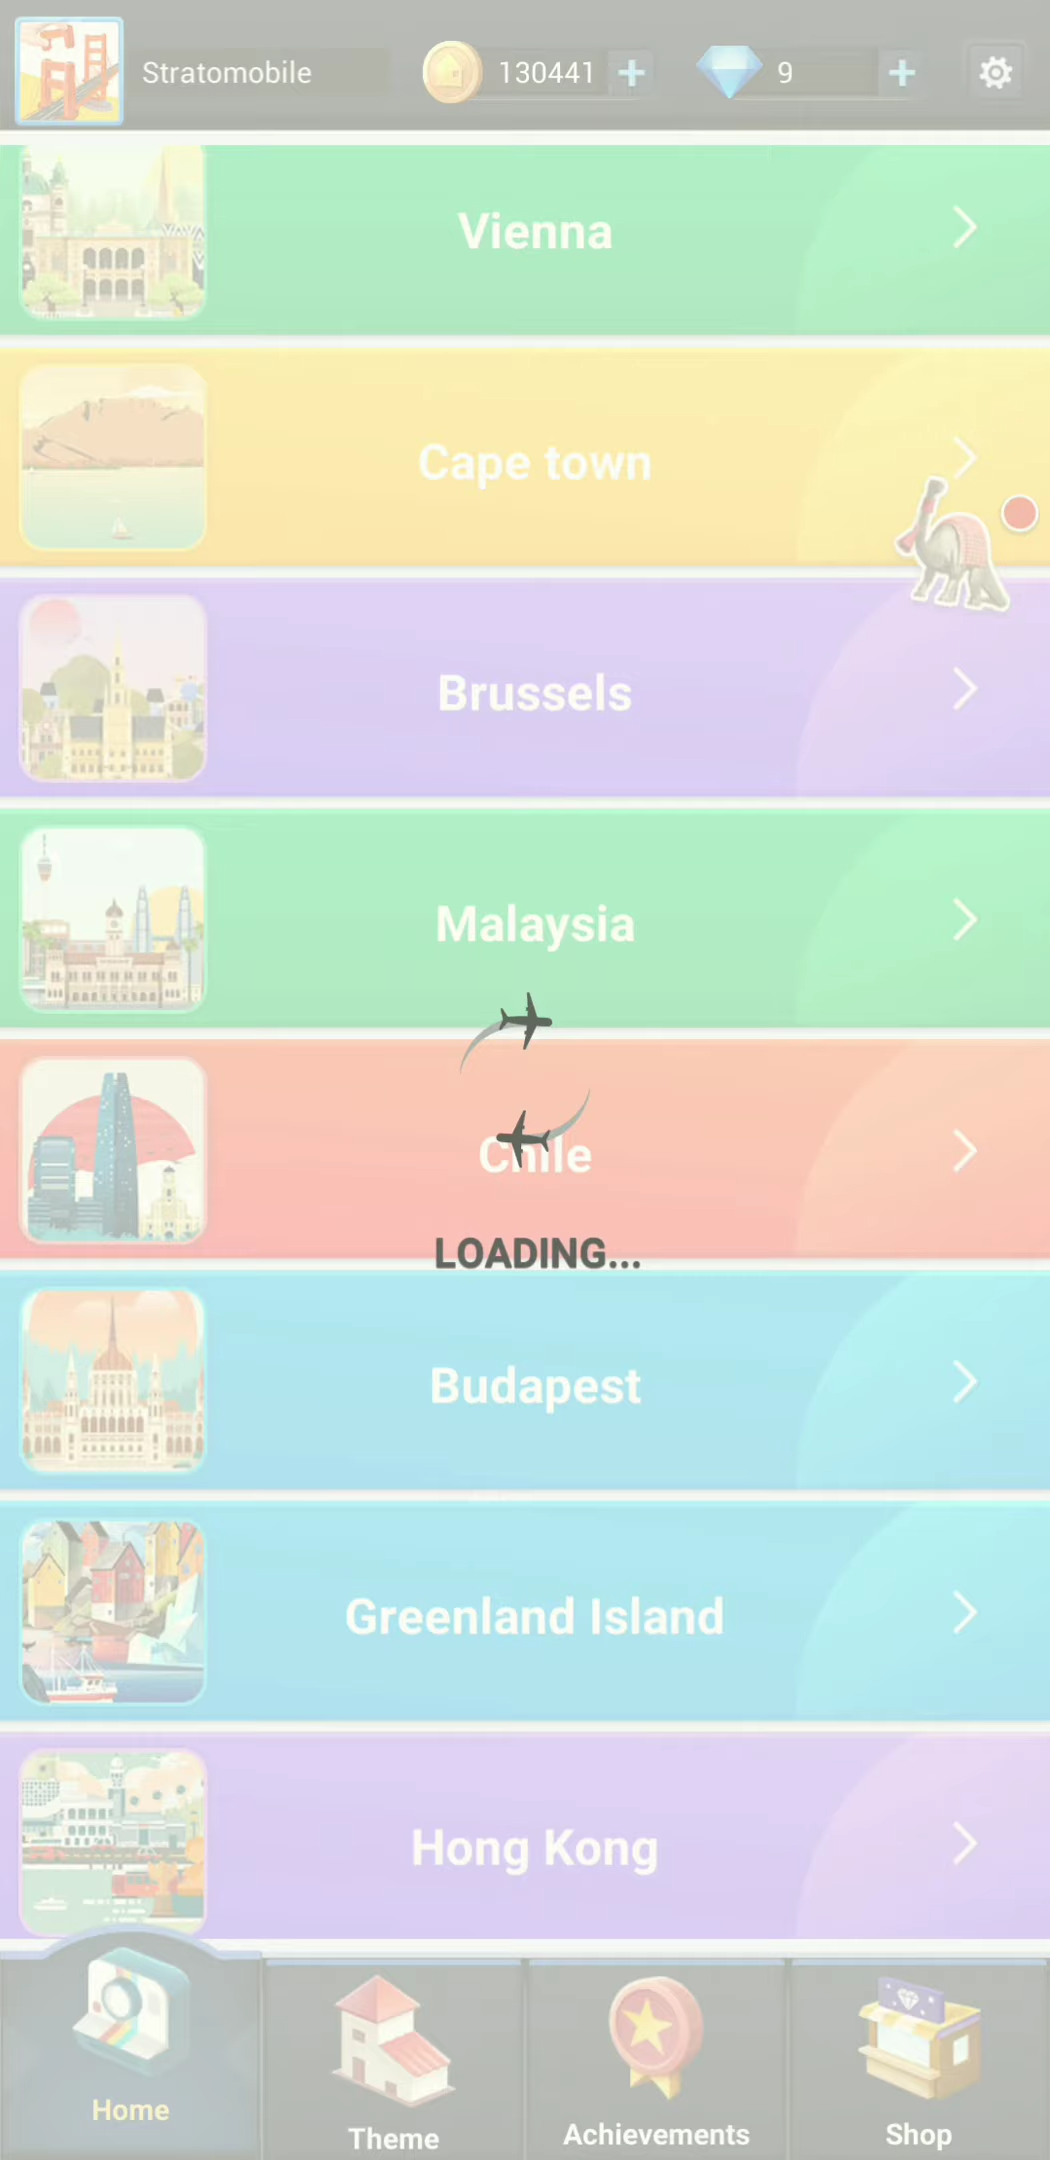 Stratomobile 130441 9
Vienna
Cape town
Brussels
Malaysia
Chile
LOADING...
Budapest
Greenland Island
Hong Kong
Home Theme Achievements Shop